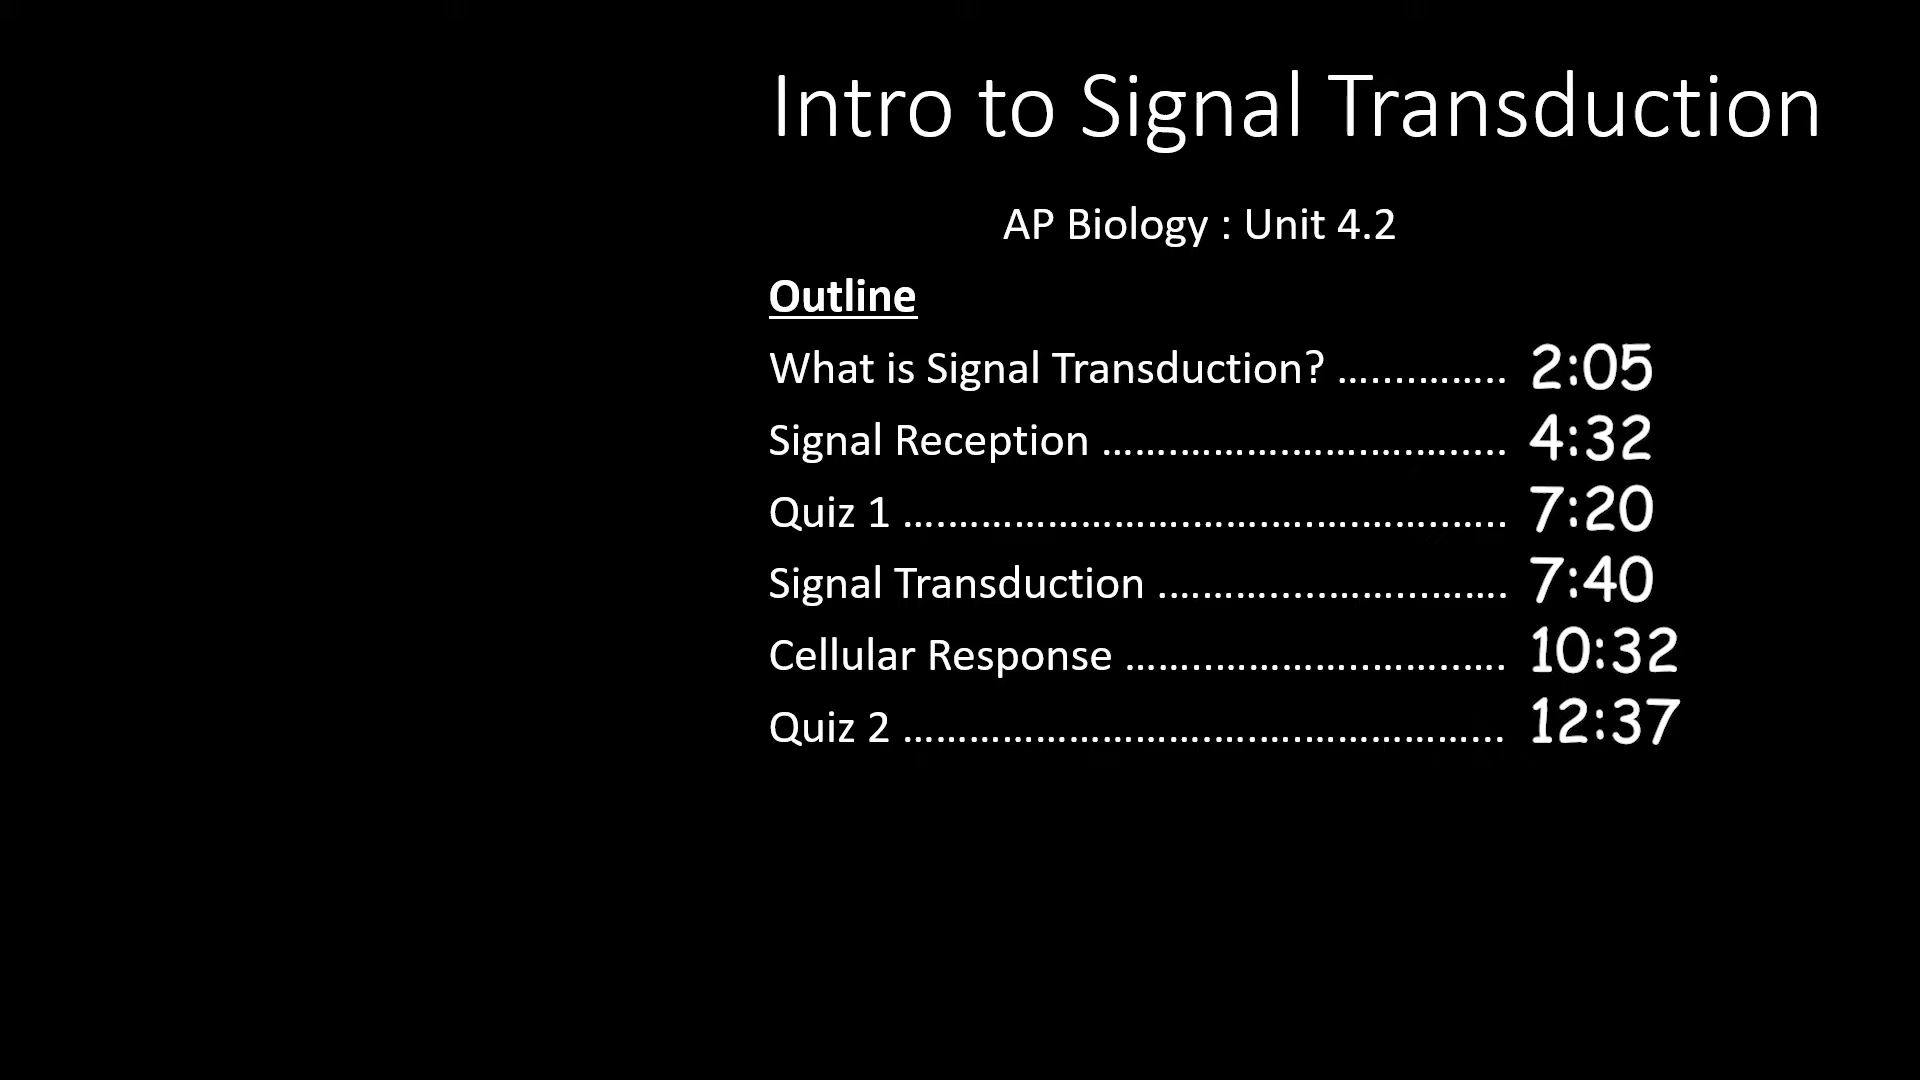 Intro to Signal Transduction
AP Biology : Unit 4.2
Outline
What is Signal Transduction? ................ 2:05
Signal Reception ..................................... 4:32
Quiz 1 ....................................................... 7:20
Signal Transduction ................................ 7:40
Cellular Response ................................... 10:32
Quiz 2 ....................................................... 12:37